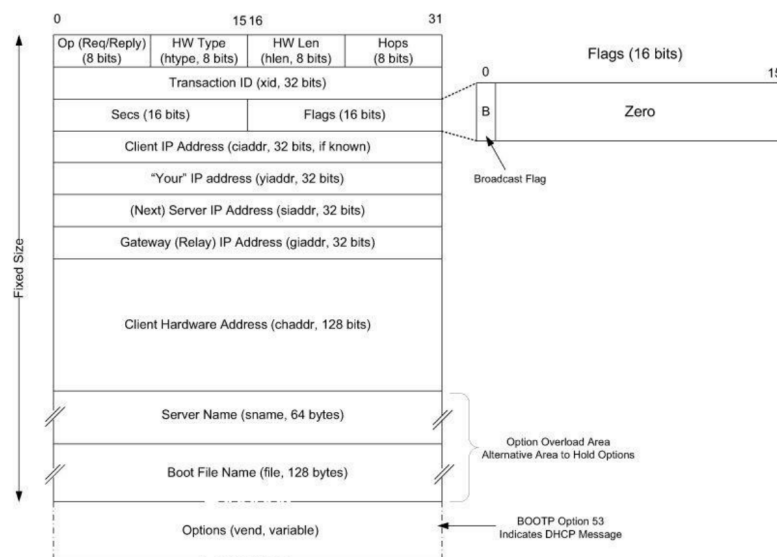 0
15 16
31
Op (Req/Reply)
(8 bits)
HW Type
(htype, 8 bits)
HW Len
(hlen, 8 bits)
Hops
(8 bits)
Transaction ID (xid, 32 bits)
Secs (16 bits)
Flags (16 bits)
Client IP Address (ciaddr, 32 bits, if known)
“Your” IP address (yiaddr, 32 bits)
(Next) Server IP Address (siaddr, 32 bits)
Gateway (Relay) IP Address (giaddr, 32 bits)
Client Hardware Address (chaddr, 128 bits)
Server Name (sname, 64 bytes)
Boot File Name (file, 128 bytes)
Options (vend, variable)
Fixed Size
Flags (16 bits)
0
15
B
Zero
Broadcast Flag
Option Overload Area
Alternative Area to Hold Options
BOOTP Option 53
Indicates DHCP Message